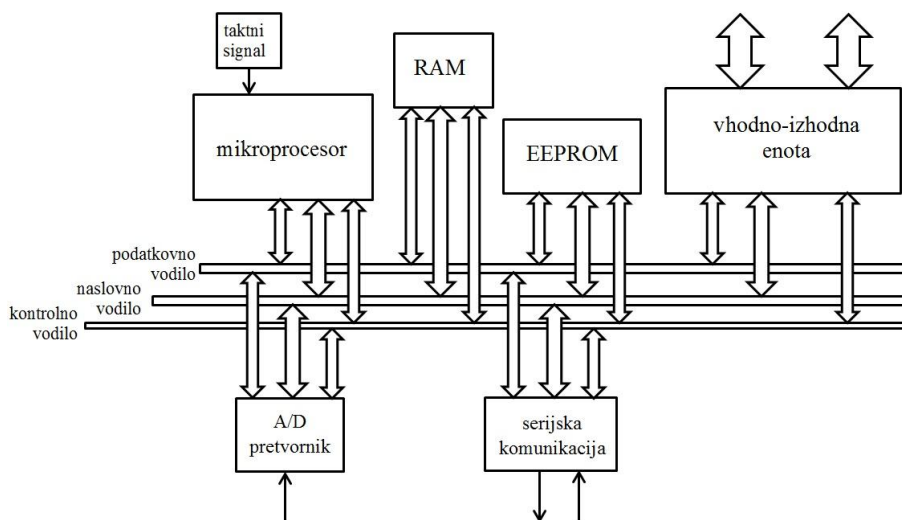 taktni
signal
RAM
mikroprocesor
EEPROM
vhodno-izhodna
enota
podatkovno
vodilo
naslovno
vodilo
kontrolno
vodilo
A/D
pretvornik
serijska
komunikacija